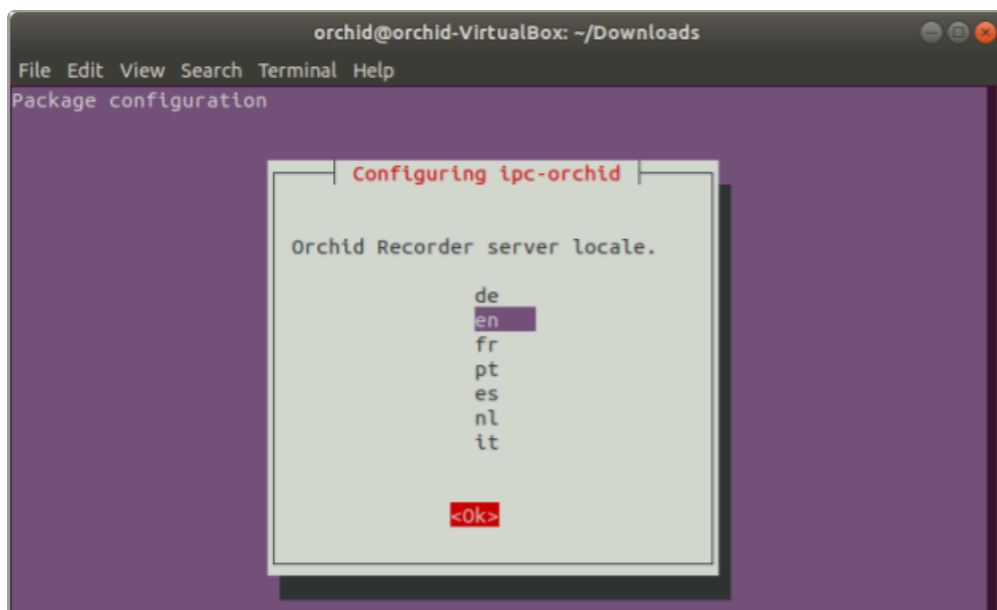 orchid@orchid-VirtualBox: ~/Downloads
File Edit View Search Terminal Help
Package configuration
Configuring ipc-orchid
Orchid Recorder server locale.
de
en
fr
pt
es
nl
it
<Ok>